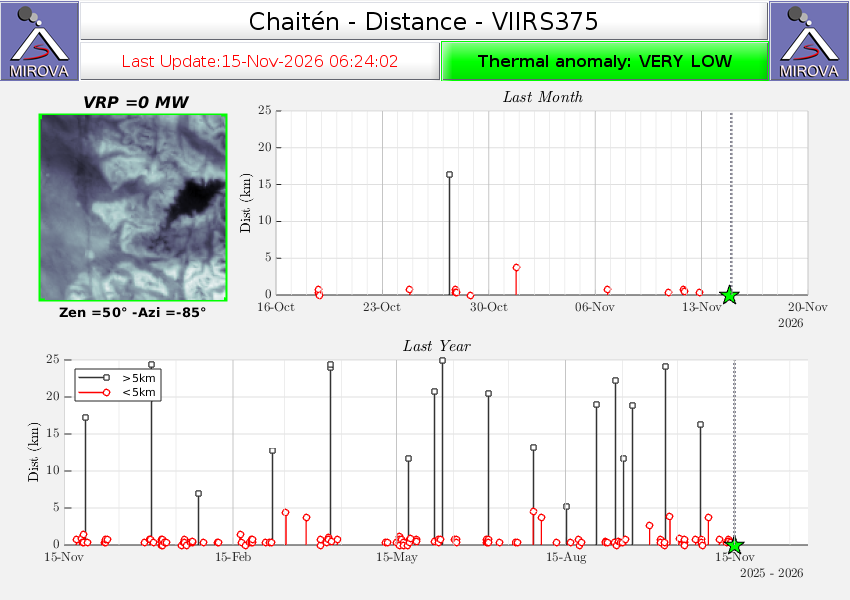 MIROVA
Chaitén - Distance - VIIRS375
Last Update:15-Nov-2026 06:24:02
Thermal anomaly: VERY LOW
MIROVA
VRP =0 MW
Zen =50° -Azi =-85°
Last Month
Dist (km)
25
20
15
10
5
0
16-Oct
23-Oct
30-Oct
06-Nov
13-Nov
20-Nov
2026
Last Year
>5km
<5km
Dist (km)
25
20
15
10
5
0
15-Nov
15-Feb
15-May
15-Aug
15-Nov
2025 - 2026